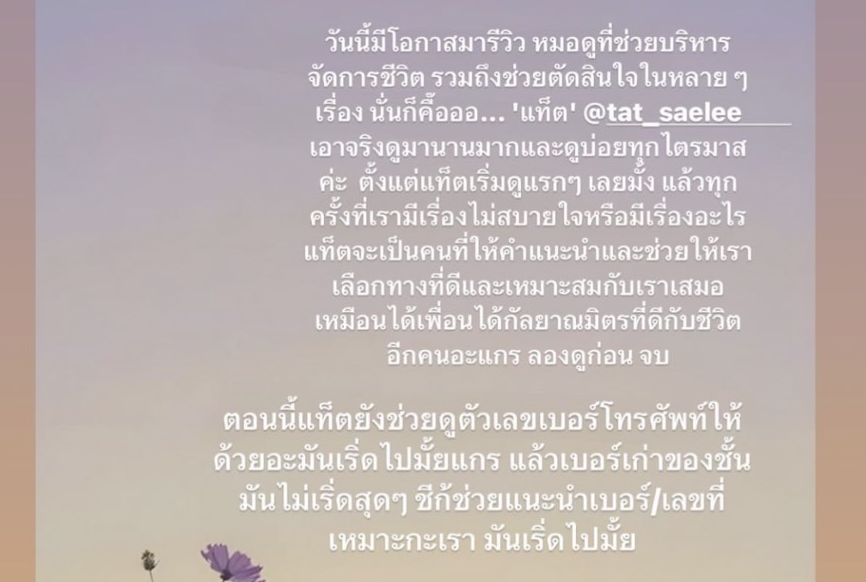 วันนี้มีโอกาสมารีวิว หมอดูที่ช่วยบริหาร
จัดการชีวิต รวมถึงช่วยตัดสินใจในหลาย ๆ
เรื่อง นั่นก็คื๊อออ... 'แท็ต' @tat_saelee
เอาจริงดูมานานมากและดูบ่อยทุกไตรมาส
ค่ะ ตั้งแต่แท็ตเริ่มดูแรกๆ เลยมั้ง แล้วทุก
ครั้งที่เรามีเรื่องไม่สบายใจหรือมีเรื่องอะไร
แท็ตจะเป็นคนที่ให้คำแนะนำและช่วยให้เรา
เลือกทางที่ดีและเหมาะสมกับเราเสมอ
เหมือนได้เพื่อนได้กัลยาณมิตรที่ดีกับชีวิต
อีกคนอะแกร ลองดูก่อน จบ
ตอนนี้แท็ตยังช่วยดูตัวเลขเบอร์โทรศัพท์ให้
ด้วยอะมันเริ่ดไปมั้ยแกร แล้วเบอร์เก่าของชั้น
มันไม่เริ่ดสุดๆ ชีก้ช่วยแนะนำเบอร์/เลขที่
เหมาะกะเรา มันเริ่ดไปมั้ย